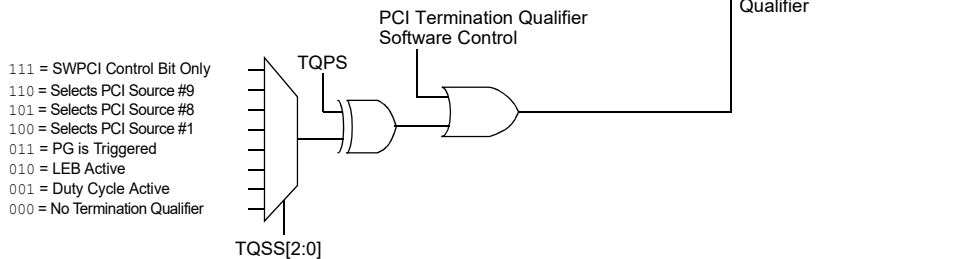 Qualifier
PCI Termination Qualifier
Software Control
TQPS
111 = SWPCI Control Bit Only
110 = Selects PCI Source #9
101 = Selects PCI Source #8
100 = Selects PCI Source #1
011 = PG is Triggered
010 = LEB Active
001 = Duty Cycle Active
000 = No Termination Qualifier
TQSS[2:0]